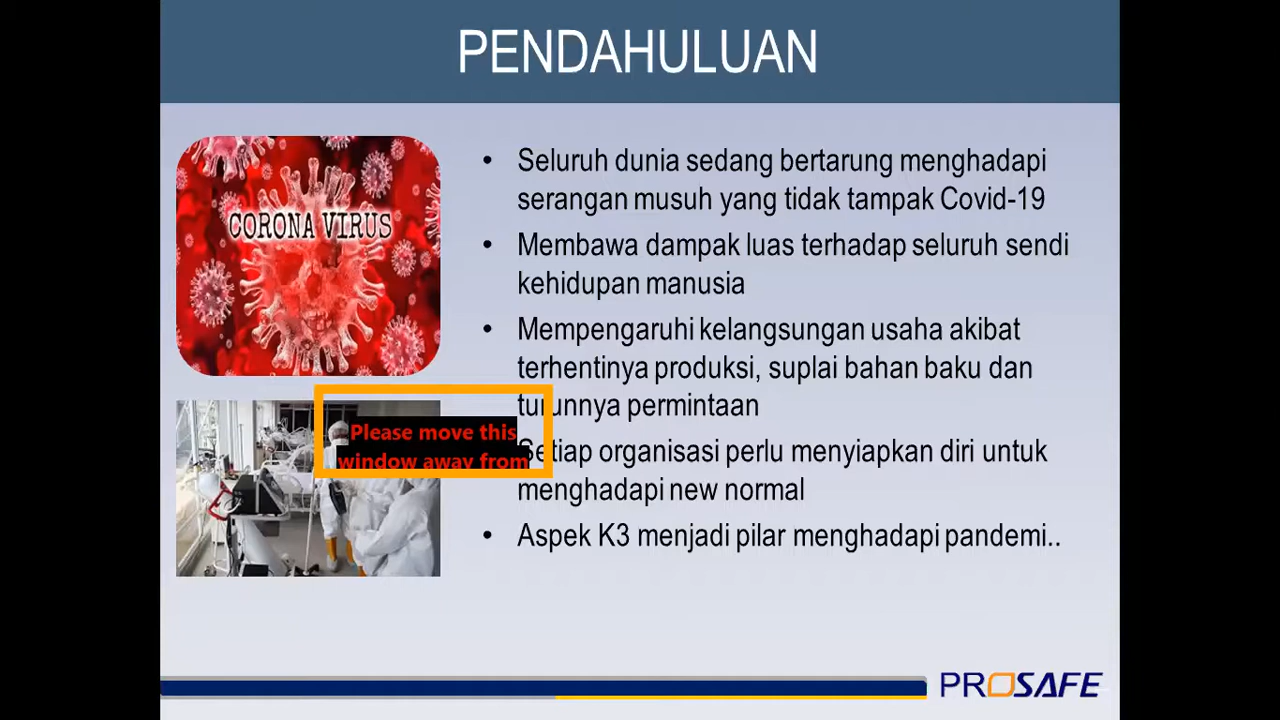 PENDAHULUAN
CORONA VIRUS
• Seluruh dunia sedang bertarung menghadapi
serangan musuh yang tidak tampak Covid-19
• Membawa dampak luas terhadap seluruh sendi
kehidupan manusia
• Mempengaruhi kelangsungan usaha akibat
terhentinya produksi, suplai bahan baku dan
turunnya permintaan
Please move this
window away from
Setiap organisasi perlu menyiapkan diri untuk
menghadapi new normal
• Aspek K3 menjadi pilar menghadapi pandemi..
PROSAFE